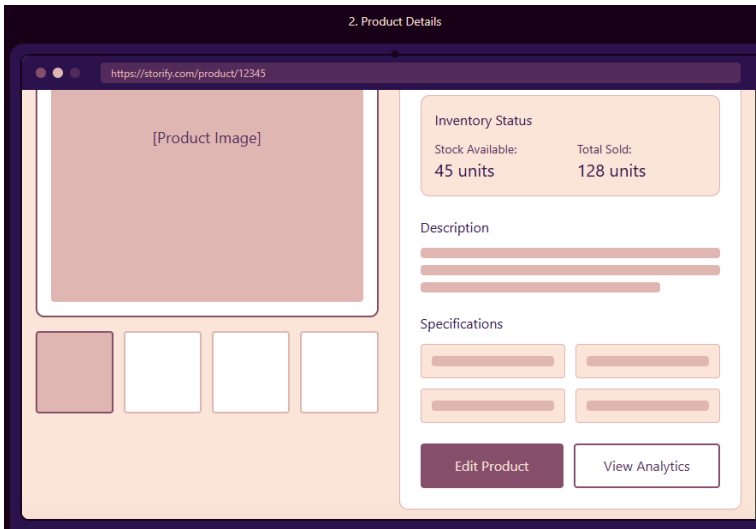 2. Product Details
https://storify.com/product/12345
[Product Image]
Inventory Status
Stock Available:
45 units
Total Sold:
128 units
Description
Specifications
Edit Product
View Analytics